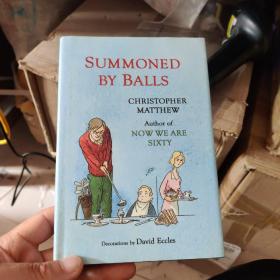 SUMMONED
BY BALLS
CHRISTOPHER
MATTHEW
Author of
NOW WE ARE
SIXTY
Decorations by David Eccles